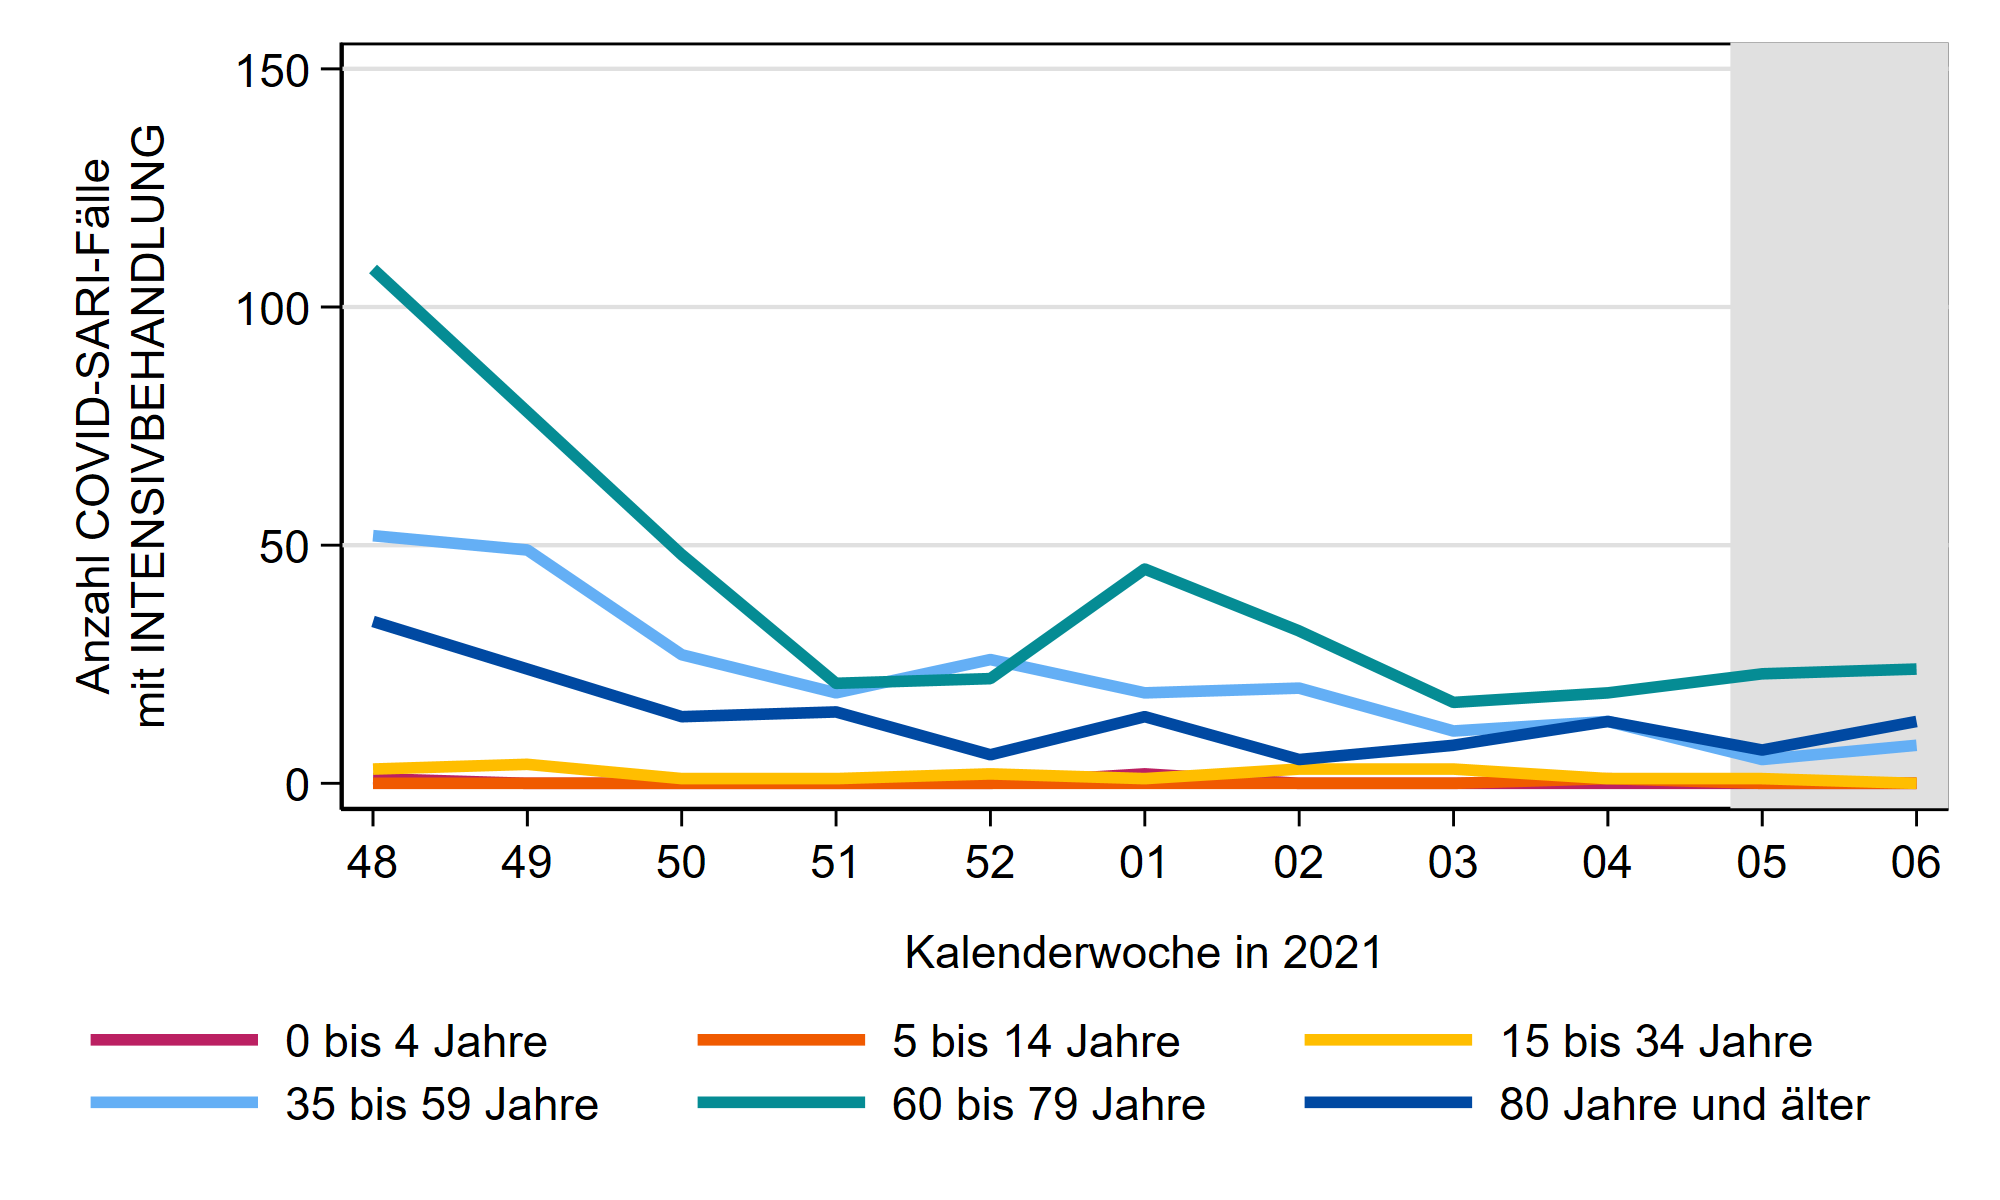 Anzahl COVID-SARI-Fälle
mit INTENSIVBEHANDLUNG
150
100
50
0
48 49 50 51 52 01 02 03 04 05 06
Kalenderwoche in 2021
0 bis 4 Jahre 5 bis 14 Jahre 15 bis 34 Jahre
35 bis 59 Jahre 60 bis 79 Jahre 80 Jahre und älter